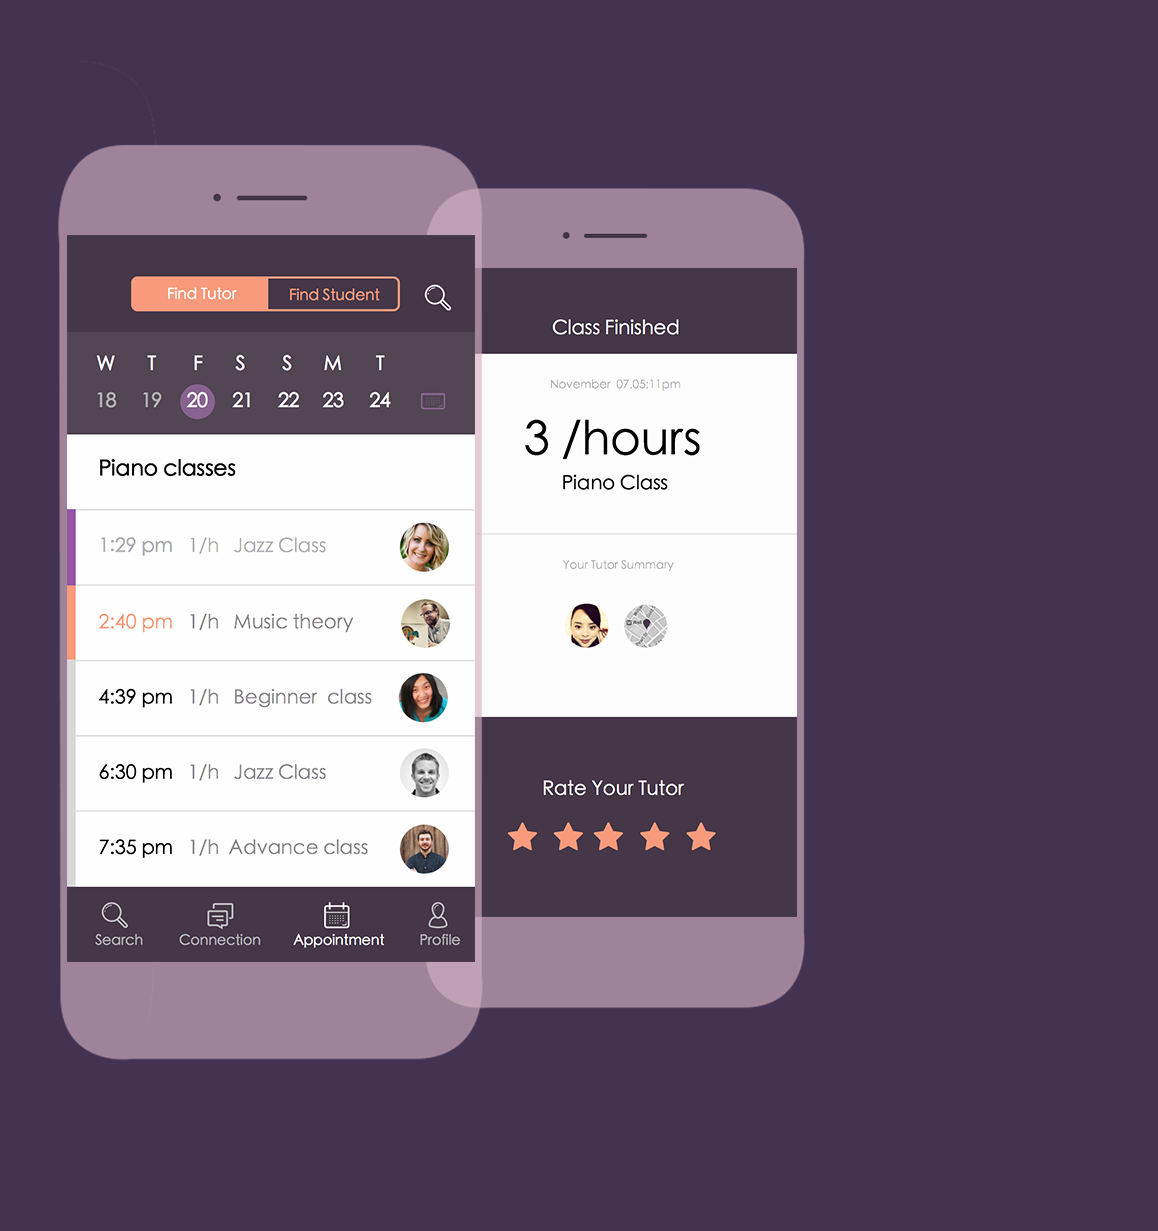 Find Tutor Find Student
W T F S S M T
18 19 20 21 22 23 24
Piano classes
1:29 pm 1/h Jazz Class
2:40 pm 1/h Music theory
4:39 pm 1/h Beginner class
6:30 pm 1/h Jazz Class
7:35 pm 1/h Advance class
Search Connection Appointment Profile
Class Finished
November 07.05:11pm
3 /hours
Piano Class
Your Tutor Summary
Rate Your Tutor